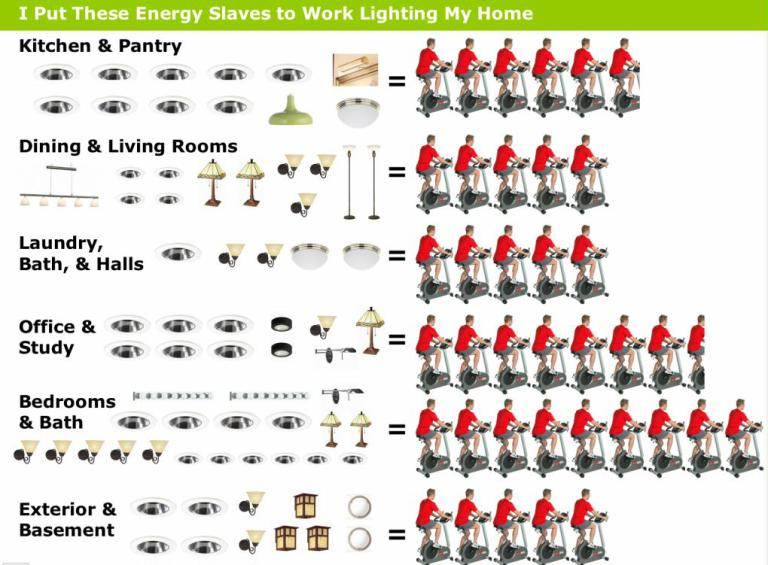 I Put These Energy Slaves to Work Lighting My Home
Kitchen & Pantry
=
Dining & Living Rooms
=
Laundry,
Bath, & Halls
=
Office &
Study
=
Bedrooms
& Bath
=
Exterior &
Basement
=